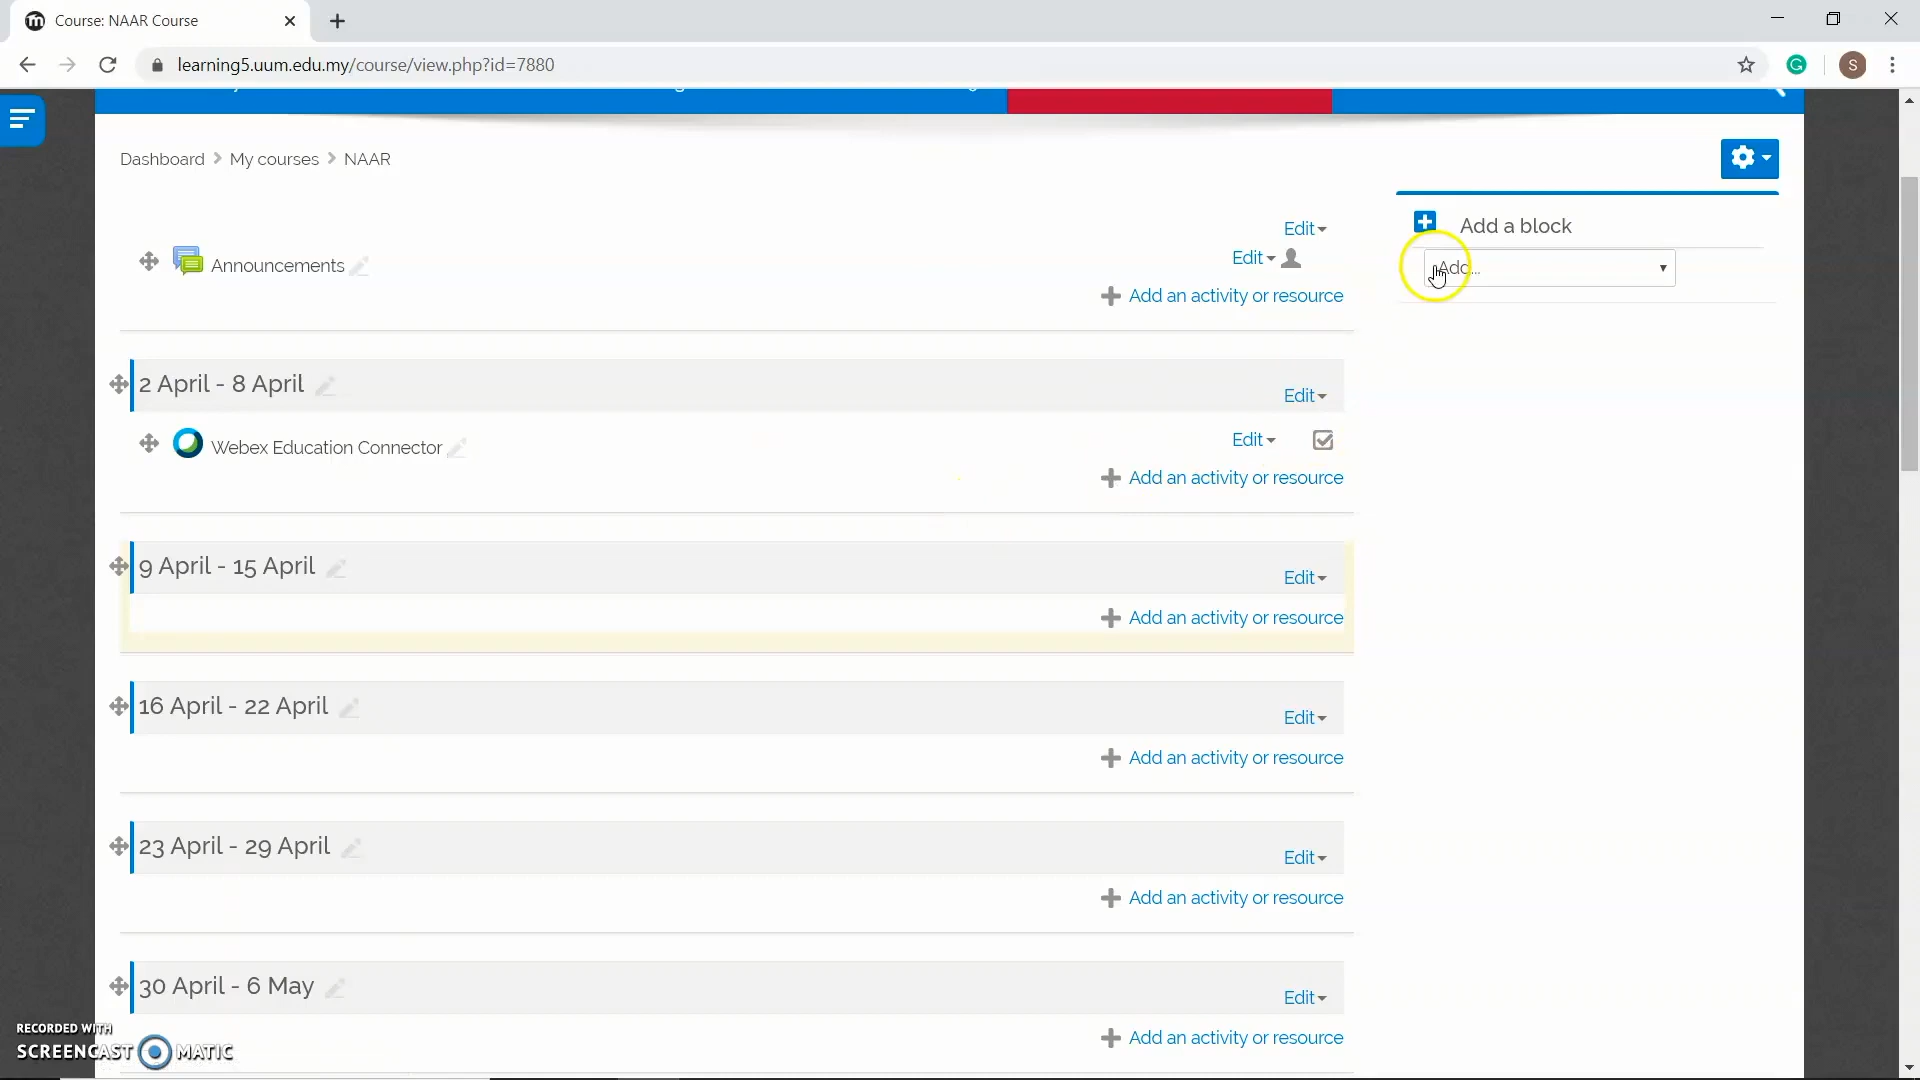 Course: NAAR Course
learning5.uum.edu.my/course/view.php?id=7880
S
Dashboard My courses NAAR
Edit
Add a block
Announcements
Edit
Add...
Add an activity or resource
2 April - 8 April
Edit
Webex Education Connector
Edit
Add an activity or resource
9 April - 15 April
Edit
Add an activity or resource
16 April - 22 April
Edit
Add an activity or resource
23 April - 29 April
Edit
Add an activity or resource
30 April - 6 May
Edit
Add an activity or resource
RECORDED WITH
SCREENCAST MATIC